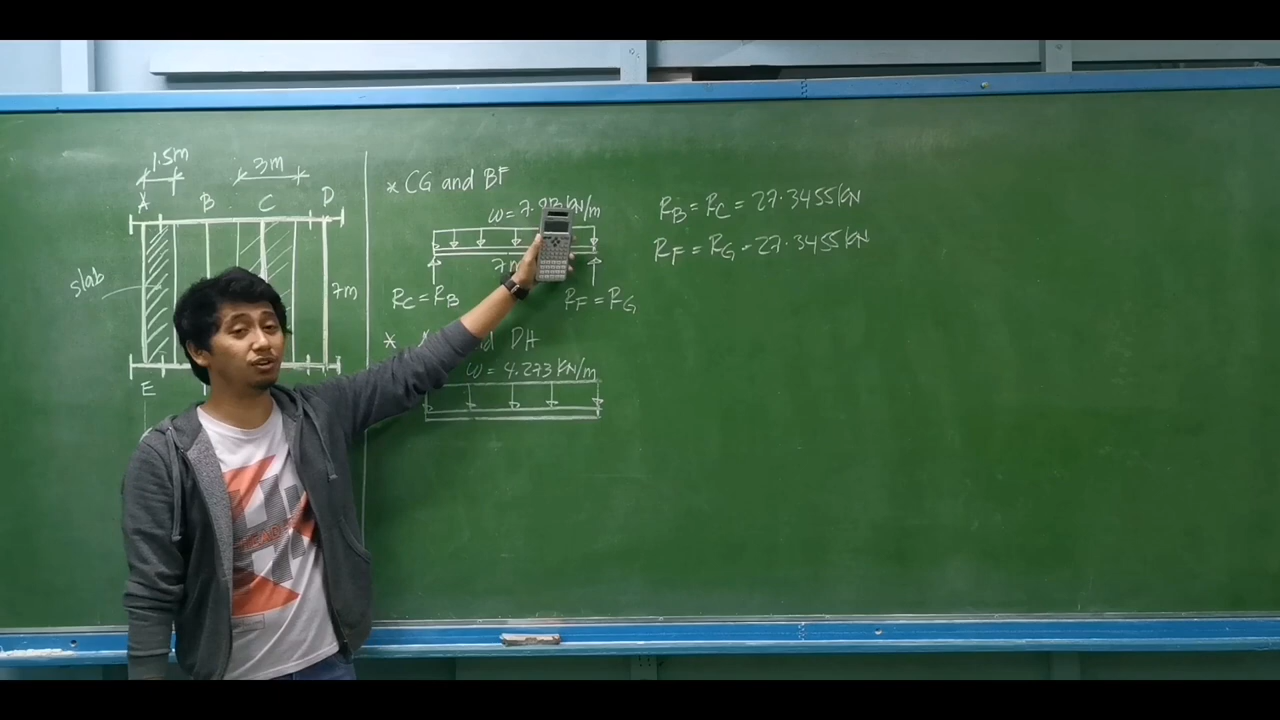 1.5m
3m
A B C D
slab
7m
E
* CG and BF
w = 7. kN/m
7m
RC = RB
RF = RG
* DH
w = 4.273 KN/m
RB = RC = 27.3455 kN
RF = RG = 27.3455 kN